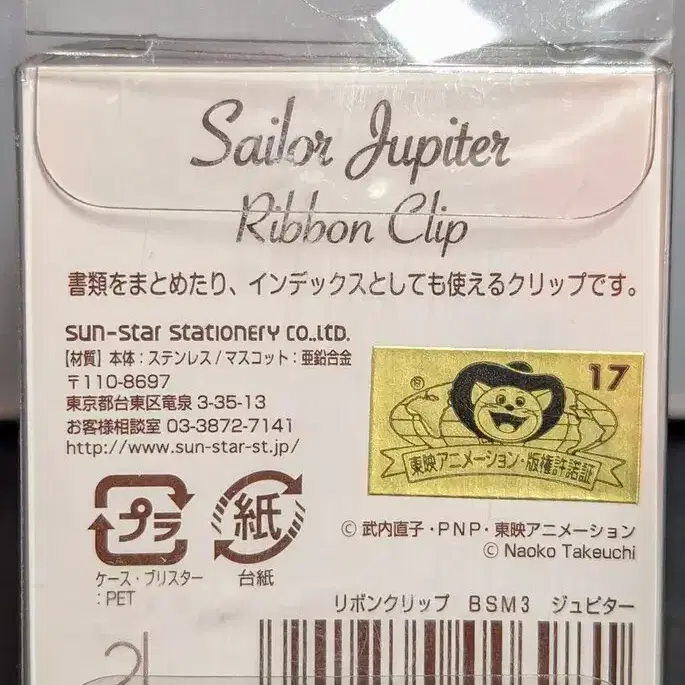 Sailor Jupiter
Ribbon Clip
書類をまとめたり、インデックスとしても使えるクリップです。
sun-star stationery co.,ltd.
【材質】本体:ステンレス/マスコット:亜鉛合金
〒110-8697
東京都台東区竜泉 3-35-13
お客様相談室 03-3872-7141
http://www.sun-star-st.jp/
17
東映アニメーション・版権許諾証
プラ
紙
ケース・ブリスター
:PET
台紙
© 武内直子・PNP・東映アニメーション
© Naoko Takeuchi
リボンクリップ BSM3 ジュピター